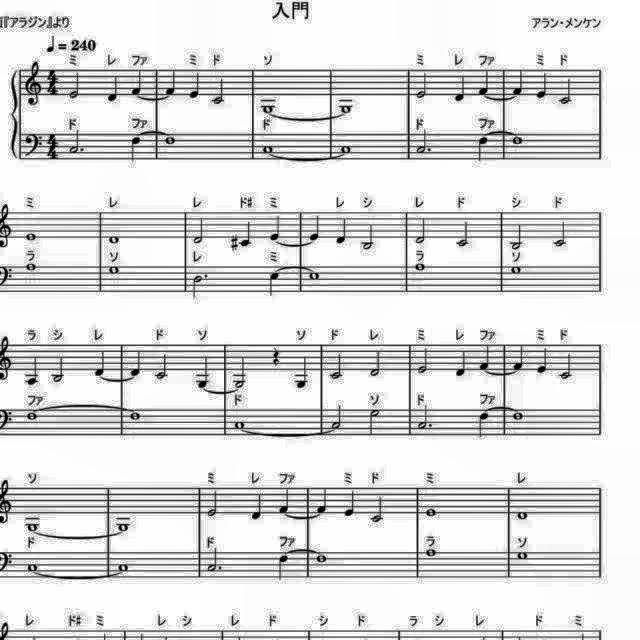 入門
『アラジン』より
アラン・メンケン
= 240
ミ レ ファ ミ ド ソ ミ レ ファ ミ ド
ド ファ ド ド ファ
ミ レ レ ド# ミ レ シ レ ド シ ド
ラ ソ レ ミ ラ ソ
ラ シ レ ド ソ ソ ド レ ミ レ ファ ミ ド
ファ ド ソ ド ファ
ソ ミ レ ファ ミ ド ミ レ
ド ド ファ ラ ソ
レ ド# ミ レ シ レ ド シ ド ラ シ レ ド ミ